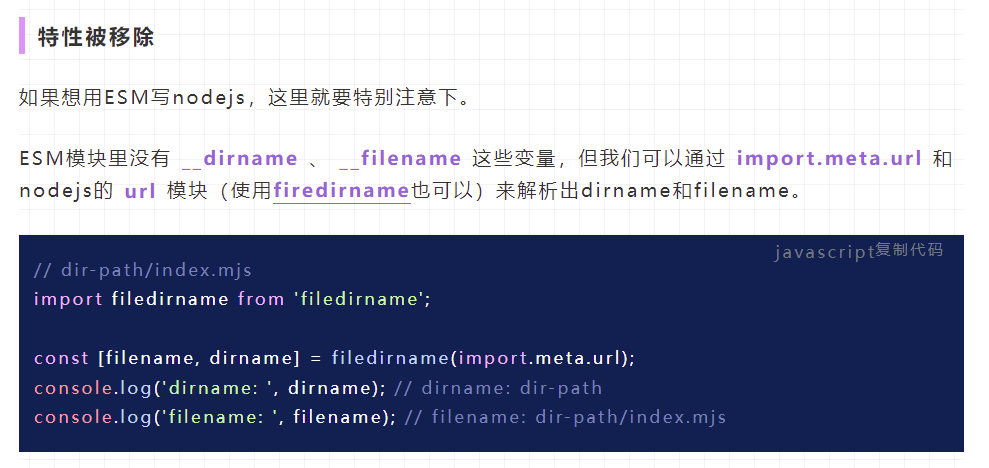 特性被移除
如果想用ESM写nodejs，这里就要特别注意下。
ESM模块里没有 __dirname 、 __filename 这些变量，但我们可以通过 import.meta.url 和
nodejs的 url 模块（使用firedirname也可以）来解析出dirname和filename。
javascript复制代码
// dir-path/index.mjs
import filedirname from 'filedirname';
const [filename, dirname] = filedirname(import.meta.url);
console.log('dirname: ', dirname); // dirname: dir-path
console.log('filename: ', filename); // filename: dir-path/index.mjs